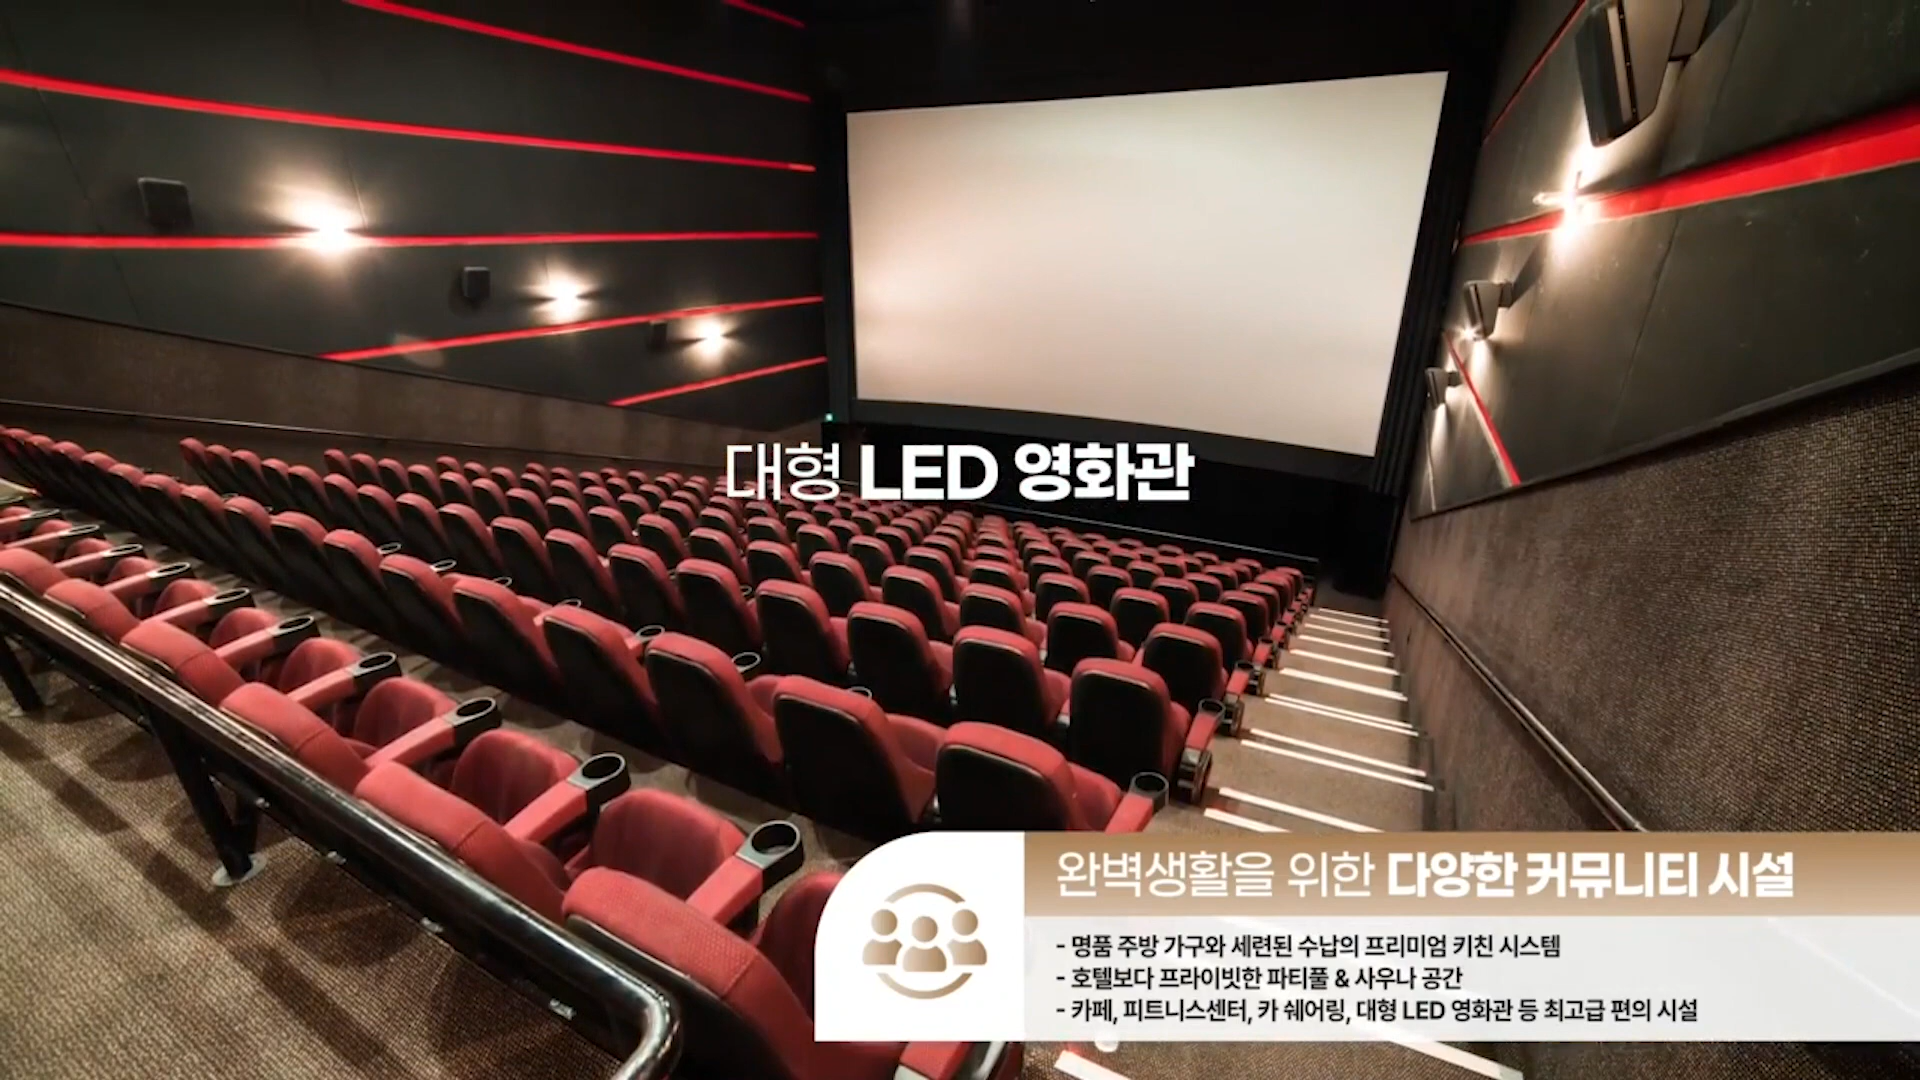 대형 LED 영화관
완벽생활을 위한 다양한 커뮤니티 시설
- 명품 주방 가구와 세련된 수납의 프리미엄 키친 시스템
- 호텔보다 프라이빗한 파티풀 & 사우나 공간
- 카페, 피트니스센터, 카 쉐어링, 대형 LED 영화관 등 최고급 편의 시설